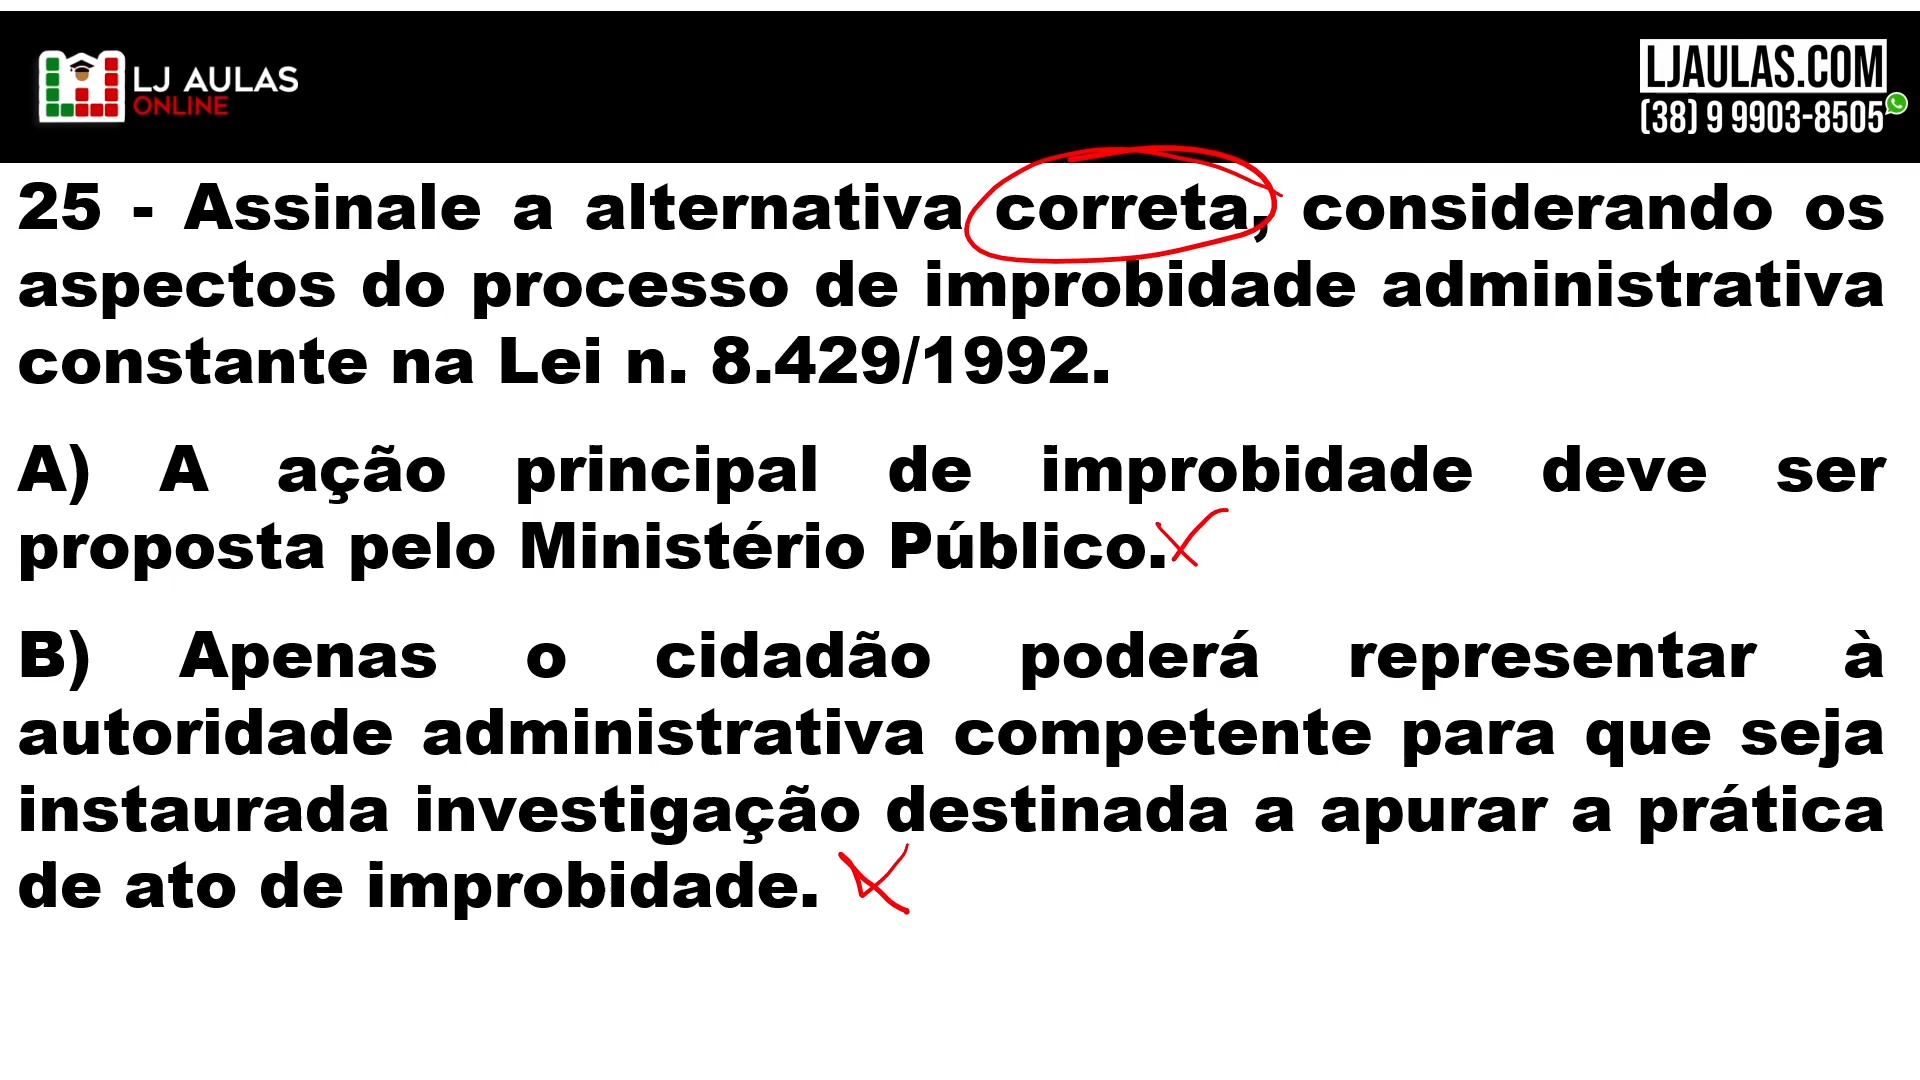 LJ AULAS
ONLINE
LJAULAS.COM
(38) 9 9903-8505
25 - Assinale a alternativa correta, considerando os
aspectos do processo de improbidade administrativa
constante na Lei n. 8.429/1992.
A) A ação principal de improbidade deve ser
proposta pelo Ministério Público.
B) Apenas o cidadão poderá representar à
autoridade administrativa competente para que seja
instaurada investigação destinada a apurar a prática
de ato de improbidade.